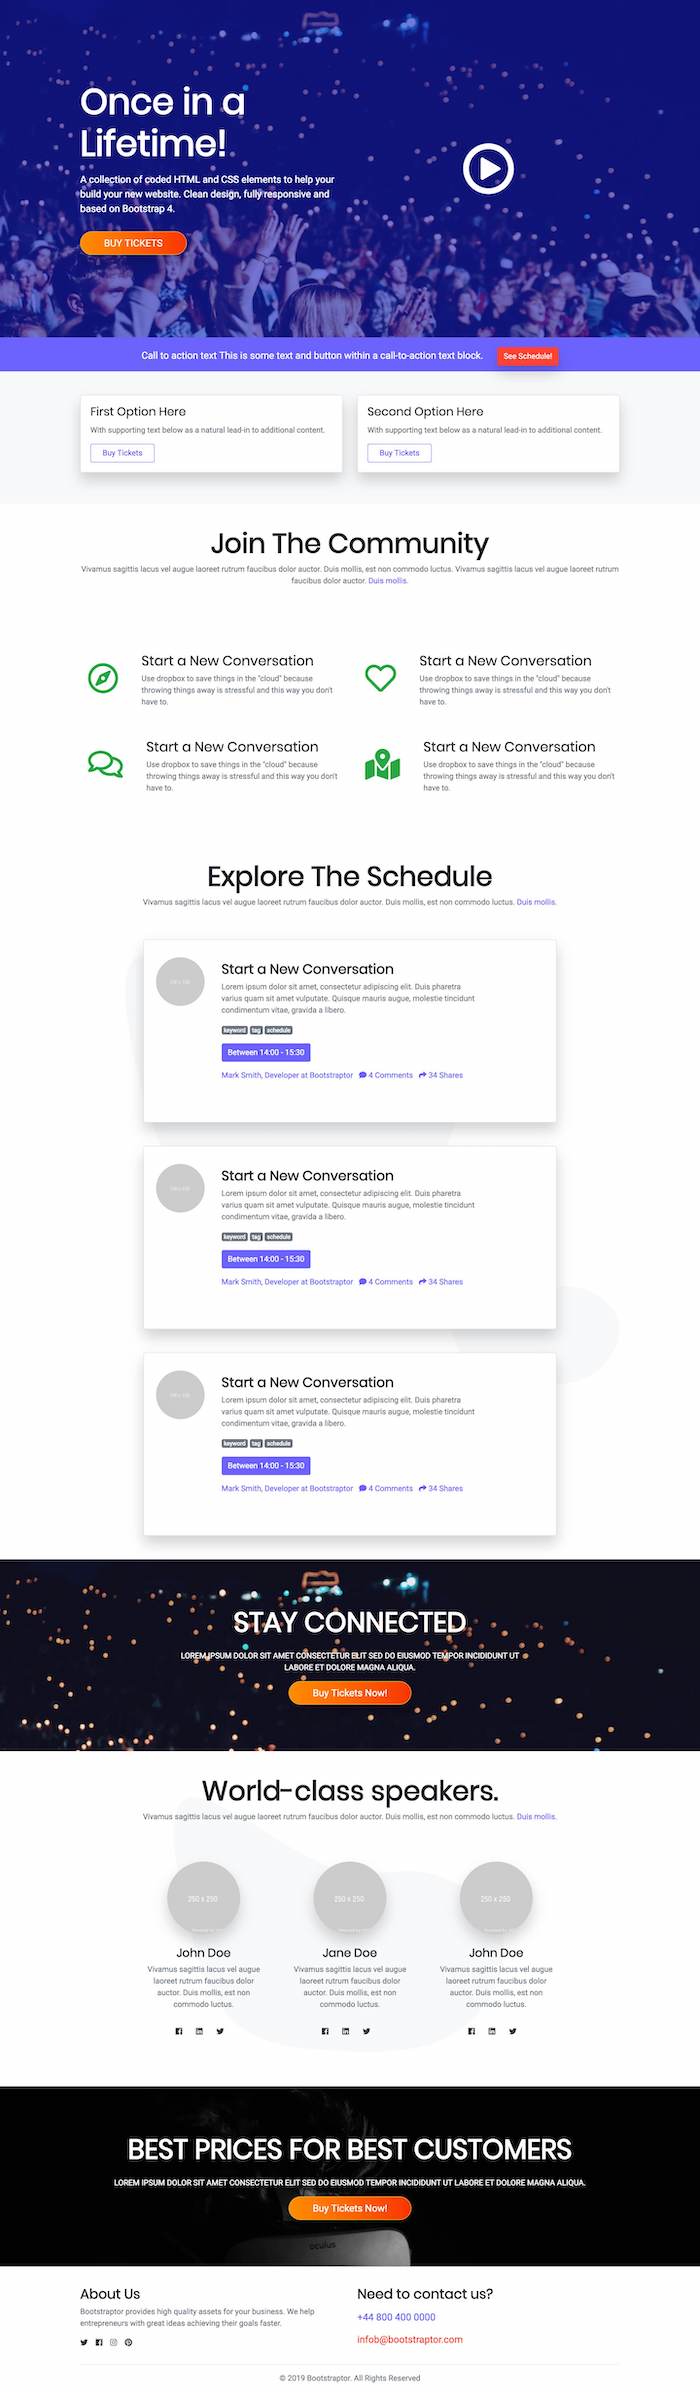 Once in a
Lifetime!
A collection of coded HTML and CSS elements to help your
build your new website. Clean design, fully responsive and
based on Bootstrap 4.
BUY TICKETS
Call to action text This is some text and button within a call-to-action text block.
See Schedule!
First Option Here
With supporting text below as a natural lead-in to additional content.
Buy Tickets
Second Option Here
With supporting text below as a natural lead-in to additional content.
Buy Tickets
Join The Community
Vivamus sagittis lacus vel augue laoreet rutrum faucibus dolor auctor. Duis mollis, est non commodo luctus. Vivamus sagittis lacus vel augue laoreet rutrum
faucibus dolor auctor. Duis mollis.
Start a New Conversation
Use dropbox to save things in the "cloud" because
throwing things away is stressful and this way you don't
have to.
Start a New Conversation
Use dropbox to save things in the "cloud" because
throwing things away is stressful and this way you don't
have to.
Start a New Conversation
Use dropbox to save things in the "cloud" because
throwing things away is stressful and this way you don't
have to.
Start a New Conversation
Use dropbox to save things in the "cloud" because
throwing things away is stressful and this way you don't
have to.
Explore The Schedule
Vivamus sagittis lacus vel augue laoreet rutrum faucibus dolor auctor. Duis mollis, est non commodo luctus. Duis mollis.
Start a New Conversation
Lorem ipsum dolor sit amet, consectetur adipiscing elit. Duis pharetra
varius quam sit amet vulputate. Quisque mauris augue, molestie tincidunt
condimentum vitae, gravida a libero.
keyword tag schedule
Between 14:00 - 15:30
Mark Smith, Developer at Bootstraptor 4 Comments 34 Shares
Start a New Conversation
Lorem ipsum dolor sit amet, consectetur adipiscing elit. Duis pharetra
varius quam sit amet vulputate. Quisque mauris augue, molestie tincidunt
condimentum vitae, gravida a libero.
keyword tag schedule
Between 14:00 - 15:30
Mark Smith, Developer at Bootstraptor 4 Comments 34 Shares
Start a New Conversation
Lorem ipsum dolor sit amet, consectetur adipiscing elit. Duis pharetra
varius quam sit amet vulputate. Quisque mauris augue, molestie tincidunt
condimentum vitae, gravida a libero.
keyword tag schedule
Between 14:00 - 15:30
Mark Smith, Developer at Bootstraptor 4 Comments 34 Shares
STAY CONNECTED
LOREM IPSUM DOLOR SIT AMET CONSECTETUR ELIT SED DO EIUSMOD TEMPOR INCIDIDUNT UT
LABORE ET DOLORE MAGNA ALIQUA.
Buy Tickets Now!
World-class speakers.
Vivamus sagittis lacus vel augue laoreet rutrum faucibus dolor auctor. Duis mollis, est non commodo luctus. Duis mollis.
250 x 250
250 x 250
250 x 250
John Doe
Vivamus sagittis lacus vel augue
laoreet rutrum faucibus dolor
auctor. Duis mollis, est non
commodo luctus.
Jane Doe
Vivamus sagittis lacus vel augue
laoreet rutrum faucibus dolor
auctor. Duis mollis, est non
commodo luctus.
John Doe
Vivamus sagittis lacus vel augue
laoreet rutrum faucibus dolor
auctor. Duis mollis, est non
commodo luctus.
BEST PRICES FOR BEST CUSTOMERS
LOREM IPSUM DOLOR SIT AMET CONSECTETUR ELIT SED DO EIUSMOD TEMPOR INCIDIDUNT UT LABORE ET DOLORE MAGNA ALIQUA.
Buy Tickets Now!
oculus
About Us
Bootstraptor provides high quality assets for your business. We help
entrepreneurs with great ideas achieving their goals faster.
Need to contact us?
+44 800 400 0000
infob@bootstraptor.com
© 2019 Bootstraptor. All Rights Reserved